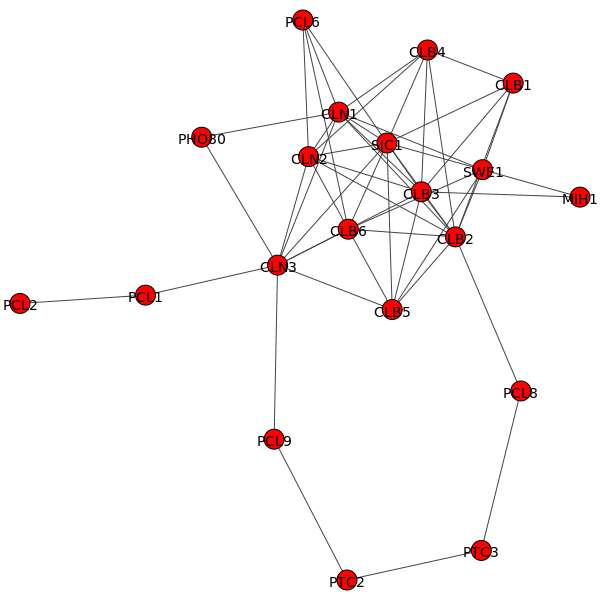 PCL6
CLB4
CLB1
CLN1
PHO80
SIC1
CLN2
SWE1
CLB3
MIH1
CLB6
CLB2
CLN3
PCL1
PCL2
CLB5
PCL8
PCL9
PTC3
PTC2